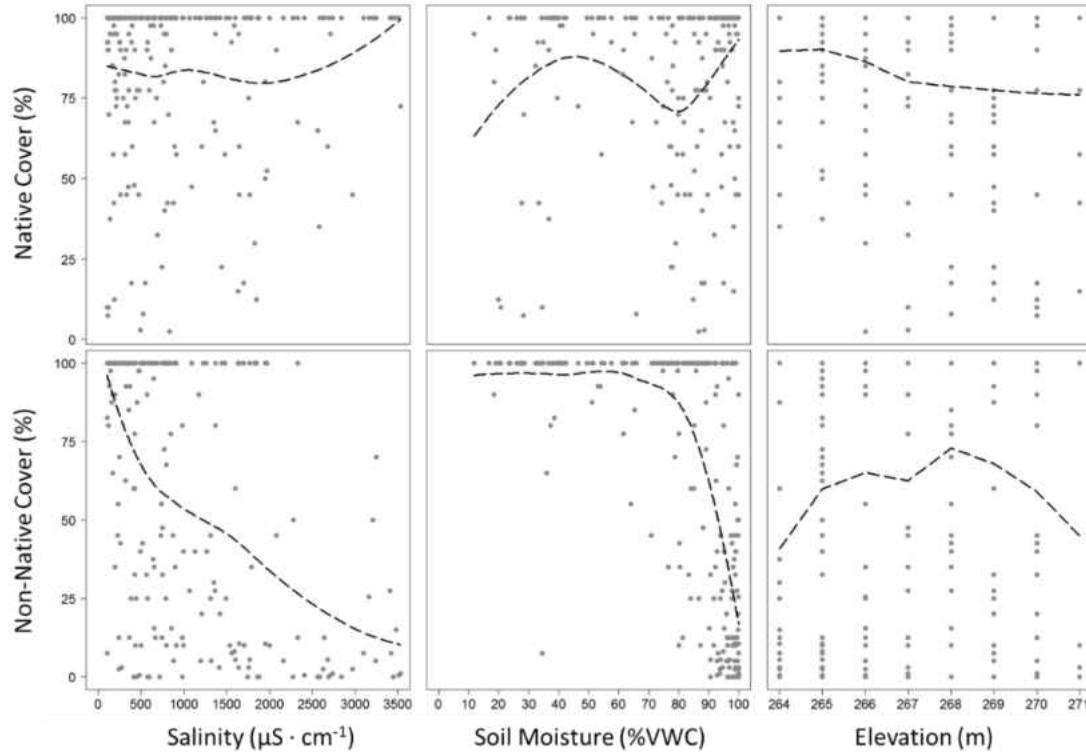 Native Cover (%)
100
75
50
25
0
Non-Native Cover (%)
100
75
50
25
0
0 500 1000 1500 2000 2500 3000 3500
0 10 20 30 40 50 60 70 80 90 100
264 265 266 267 268 269 270 271
Salinity (µS · cm⁻¹)
Soil Moisture (%VWC)
Elevation (m)